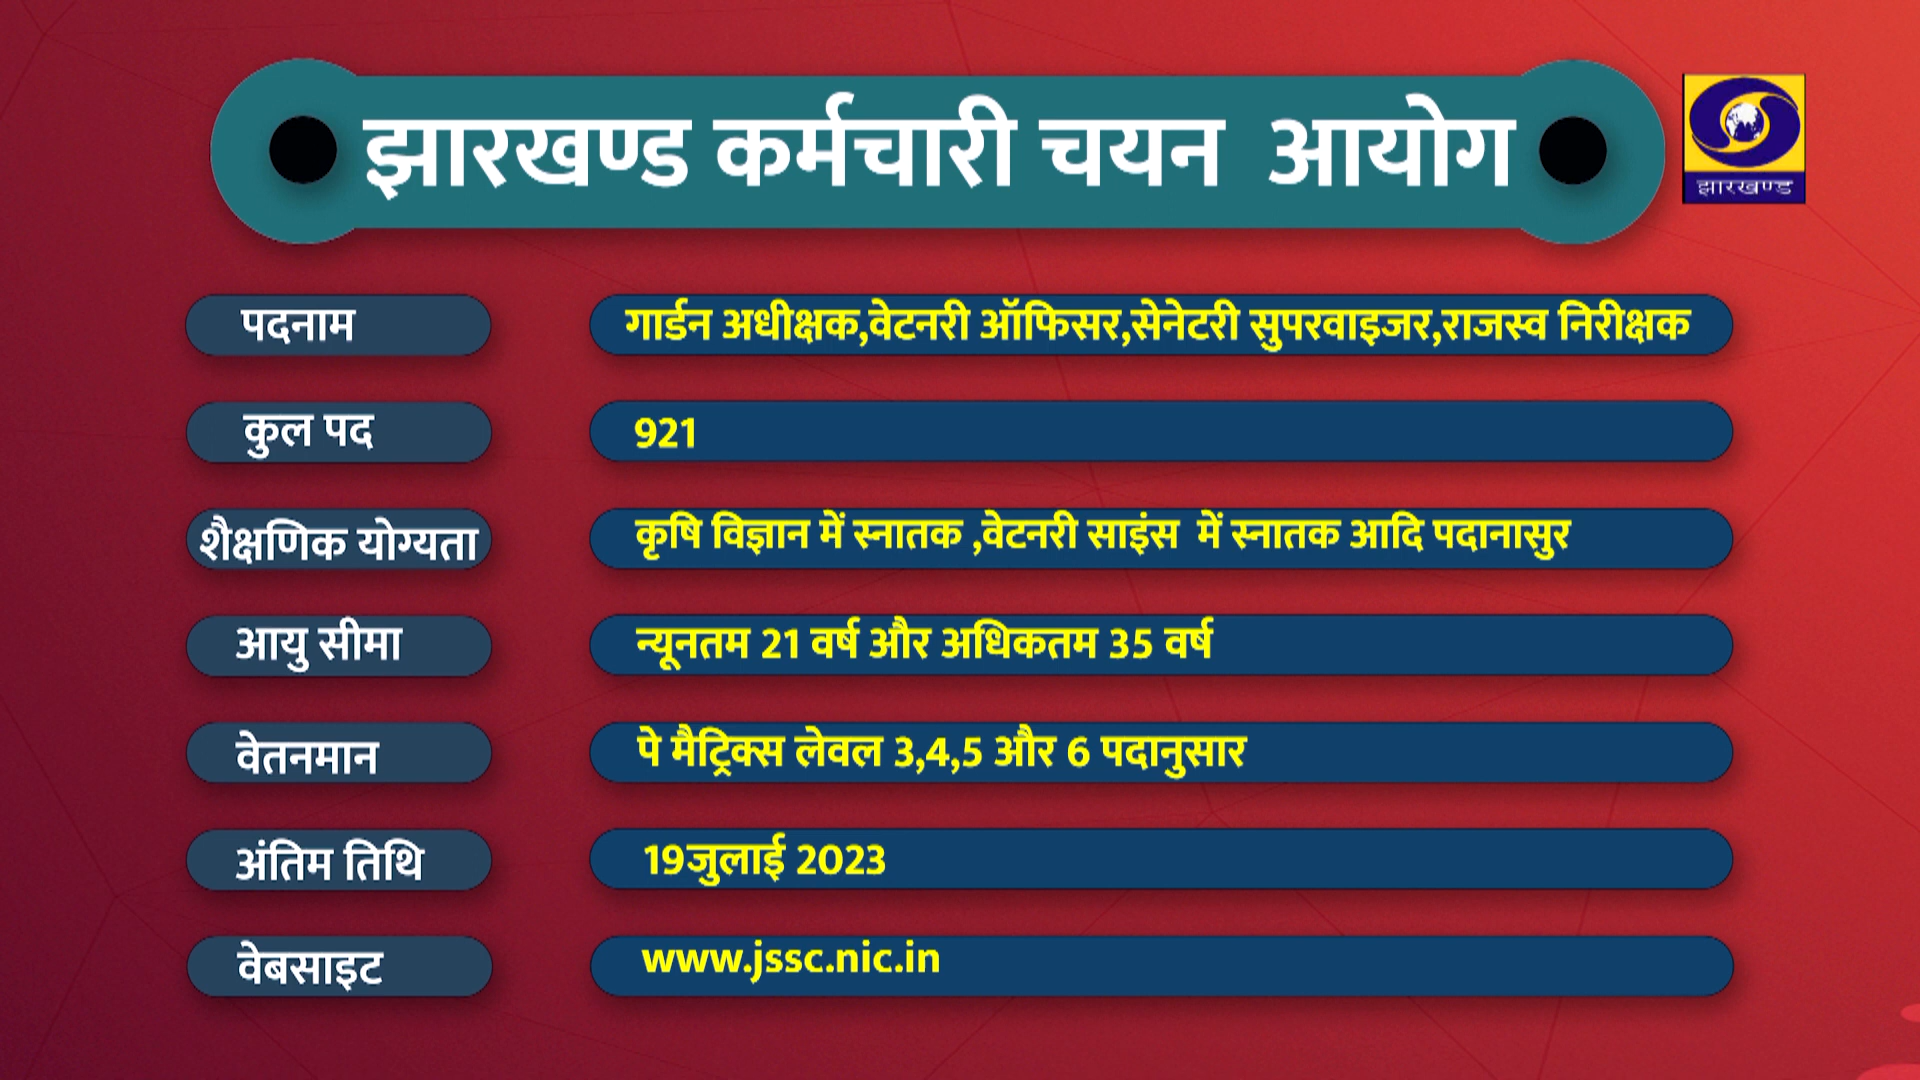 झारखण्ड कर्मचारी चयन आयोग
झारखण्ड
पदनाम
गार्डन अधीक्षक,वेटनरी ऑफिसर,सेनेटरी सुपरवाइजर,राजस्व निरीक्षक
कुल पद
921
शैक्षणिक योग्यता
कृषि विज्ञान में स्नातक ,वेटनरी साइंस में स्नातक आदि पदानासुर
आयु सीमा
न्यूनतम 21 वर्ष और अधिकतम 35 वर्ष
वेतनमान
पे मैट्रिक्स लेवल 3,4,5 और 6 पदानुसार
अंतिम तिथि
19जुलाई 2023
वेबसाइट
www.jssc.nic.in